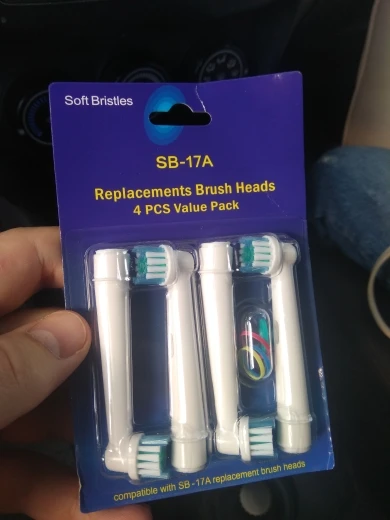 Soft Bristles
SB-17A
Replacements Brush Heads
4 PCS Value Pack
compatible with SB -17A replacement brush heads